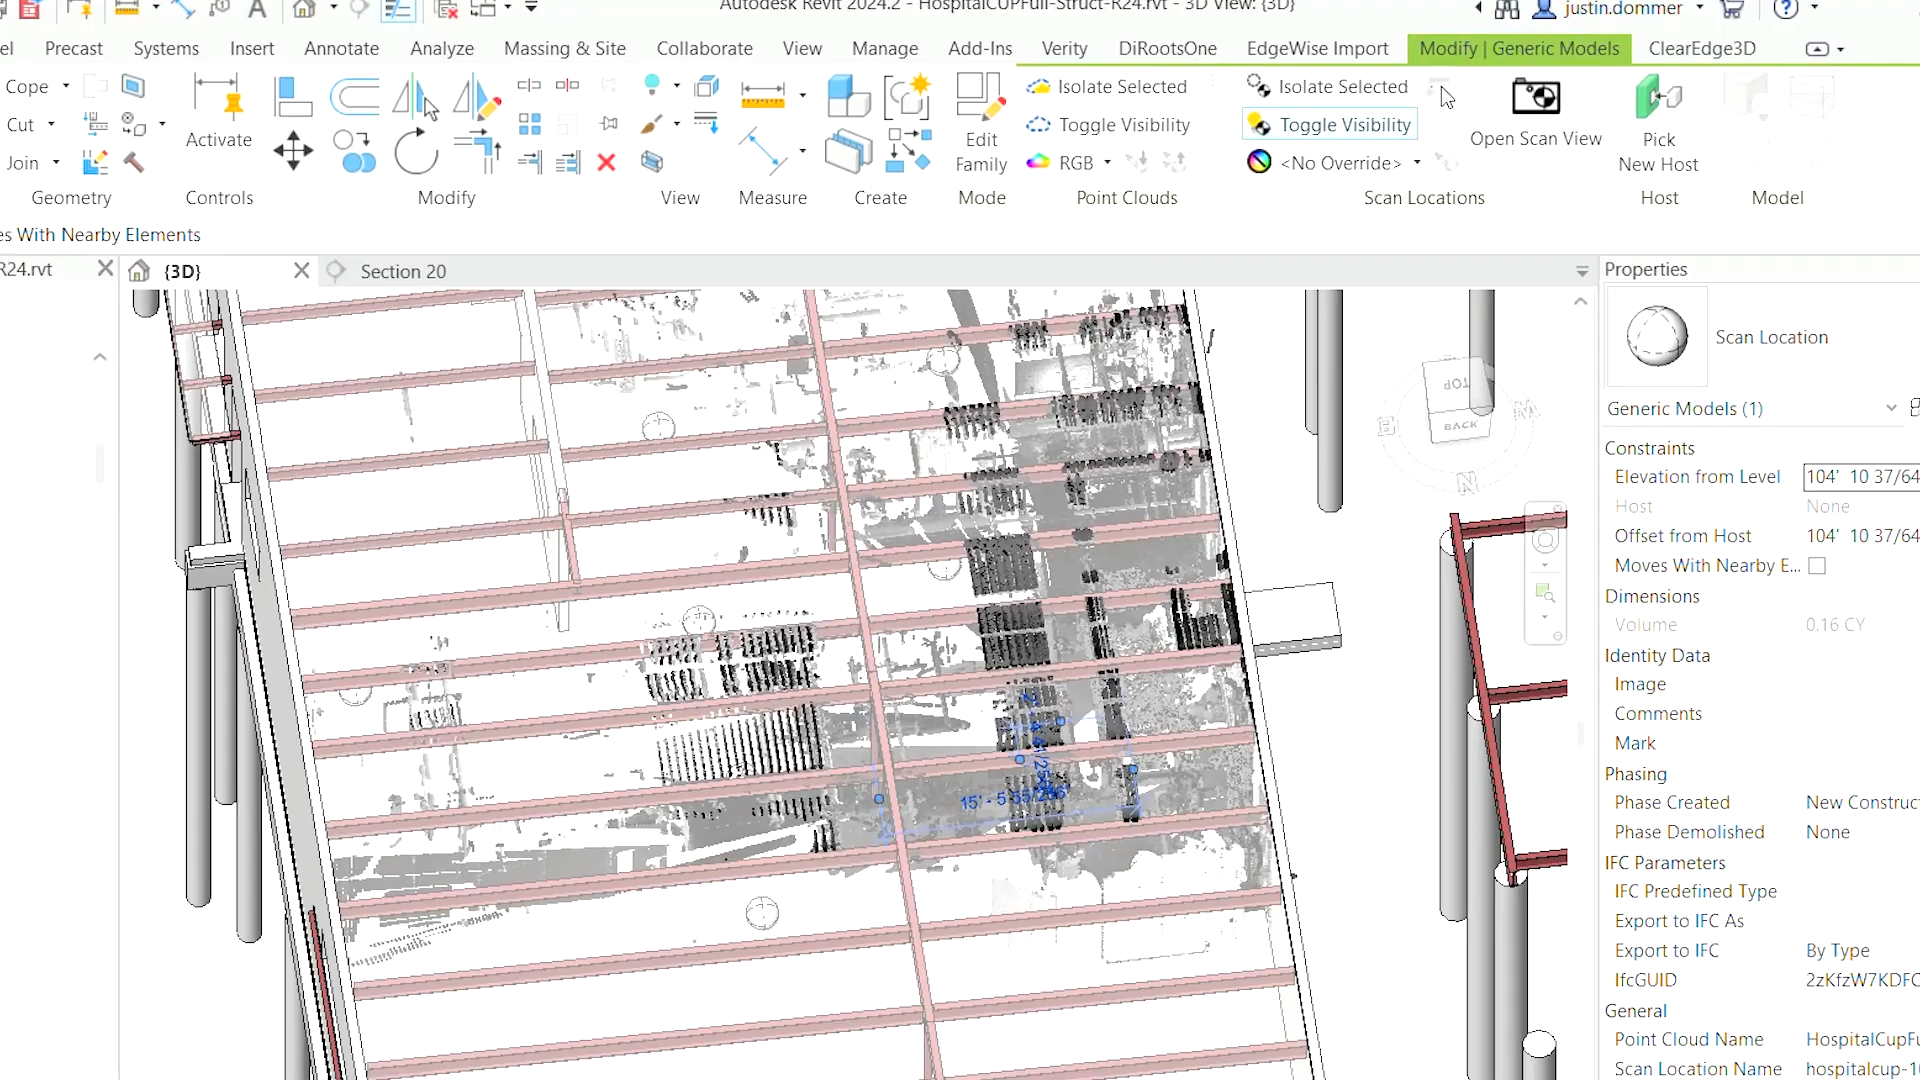 Autodesk Revit 2024.2 - HospitalCUPFull-Struct-R24.rvt - 3D View: {3D}
justin.dommer
el Precast Systems Insert Annotate Analyze Massing & Site Collaborate View Manage Add-Ins Verity DiRootsOne EdgeWise Import Modify | Generic Models ClearEdge3D
Cope
Cut
Join
Geometry
Activate
Controls
Modify
View
Measure
Create
Edit
Family
Mode
Isolate Selected
Toggle Visibility
RGB
Point Clouds
Isolate Selected
Toggle Visibility
<No Override>
Scan Locations
Open Scan View
Pick
New Host
Host
Model
es With Nearby Elements
R24.rvt
{3D}
Section 20
TOP
BACK
N
E
Properties
Scan Location
Generic Models (1)
Constraints
Elevation from Level 104' 10 37/64
Host None
Offset from Host 104' 10 37/64
Moves With Nearby E...
Dimensions
Volume 0.16 CY
Identity Data
Image
Comments
Mark
Phasing
Phase Created New Construct
Phase Demolished None
IFC Parameters
IFC Predefined Type
Export to IFC As
Export to IFC By Type
IfcGUID 2zKfzW7KDFC
General
Point Cloud Name HospitalCupFu
Scan Location Name hospitalcup-10